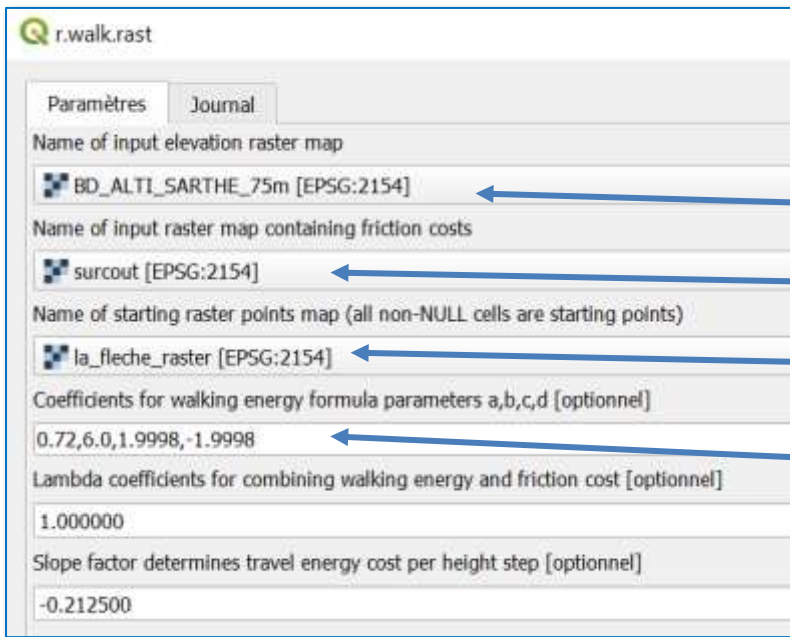 r.walk.rast
Paramètres Journal
Name of input elevation raster map
BD_ALTI_SARTHE_75m [EPSG:2154]
Name of input raster map containing friction costs
surcout [EPSG:2154]
Name of starting raster points map (all non-NULL cells are starting points)
la_fleche_raster [EPSG:2154]
Coefficients for walking energy formula parameters a,b,c,d [optionnel]
0.72,6.0,1.9998,-1.9998
Lambda coefficients for combining walking energy and friction cost [optionnel]
1.000000
Slope factor determines travel energy cost per height step [optionnel]
-0.212500